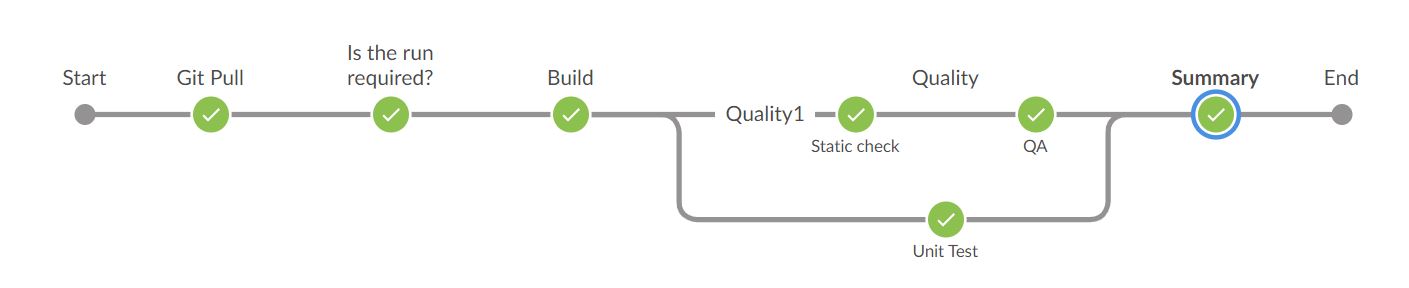 Start
Git Pull
Is the run
required?
Build
Quality
Summary
End
Quality1
Static check
QA
Unit Test